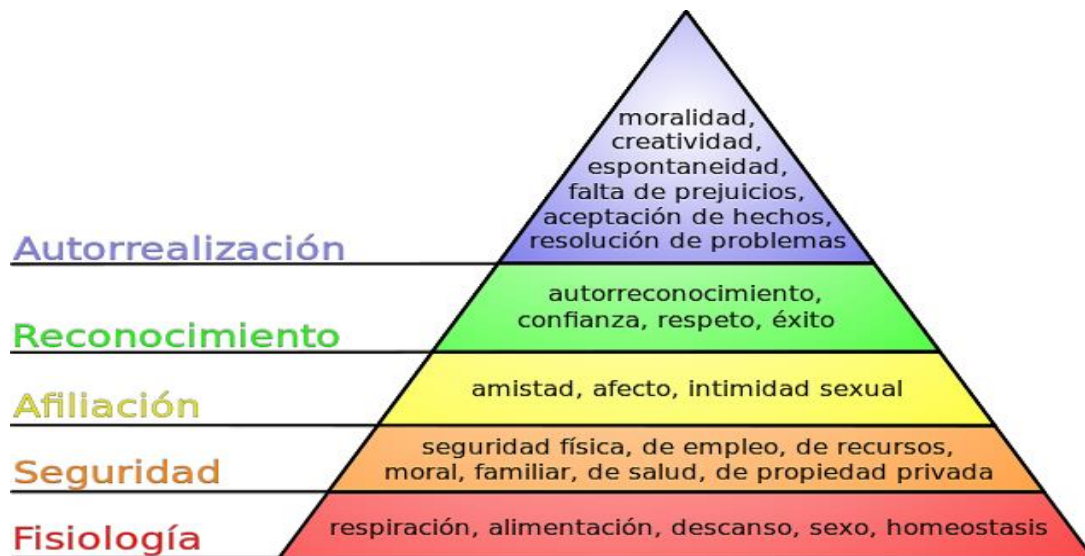 moralidad,
creatividad,
espontaneidad,
falta de prejuicios,
aceptación de hechos,
resolución de problemas
Autorrealización
autorreconocimiento,
confianza, respeto, éxito
Reconocimiento
amistad, afecto, intimidad sexual
Afiliación
seguridad física, de empleo, de recursos,
moral, familiar, de salud, de propiedad privada
Seguridad
respiración, alimentación, descanso, sexo, homeostasis
Fisiología